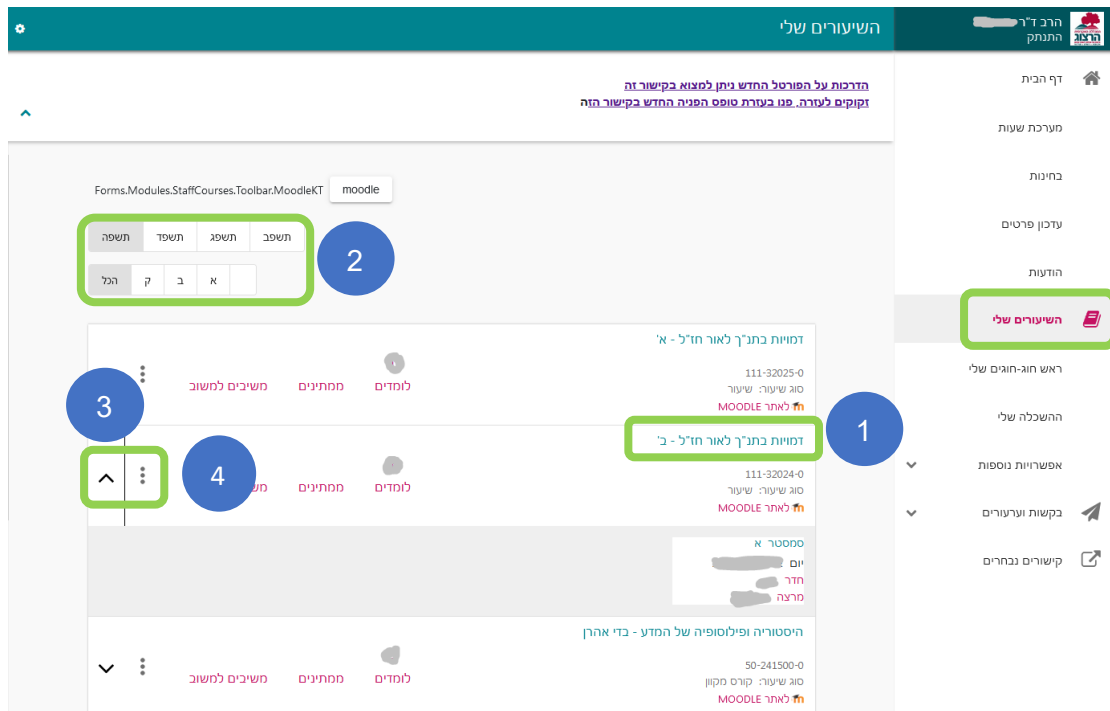 הרב ד"ר
התנתק
הרצוג
השיעורים שלי
דף הבית
מערכת שעות
בחינות
עדכון פרטים
הודעות
השיעורים שלי
ראש חוג-חוגים שלי
ההשכלה שלי
אפשרויות נוספות
בקשות וערעורים
קישורים נבחרים
הדרכות על הפורטל החדש ניתן למצוא בקישור זה
זקוקים לעזרה, פנו בעזרת טופס הפניה החדש בקישור הזה
Forms.Modules.StaffCourses.Toolbar.MoodleKT moodle
תשפב תשפג תשפד תשפה
א ב ק הכל
2
דמויות בתנ"ך לאור חז"ל - א'
111-32025-0
סוג שיעור: שיעור
לאתר MOODLE
לומדים ממתינים משיבים למשוב
3
1
דמויות בתנ"ך לאור חז"ל - ב'
111-32024-0
סוג שיעור: שיעור
לאתר MOODLE
לומדים ממתינים
4
סמסטר א
יום
חדר
מרצה
היסטוריה ופילוסופיה של המדע - בדי אהרן
50-241500-0
סוג שיעור: קורס מקוון
לאתר MOODLE
לומדים ממתינים משיבים למשוב